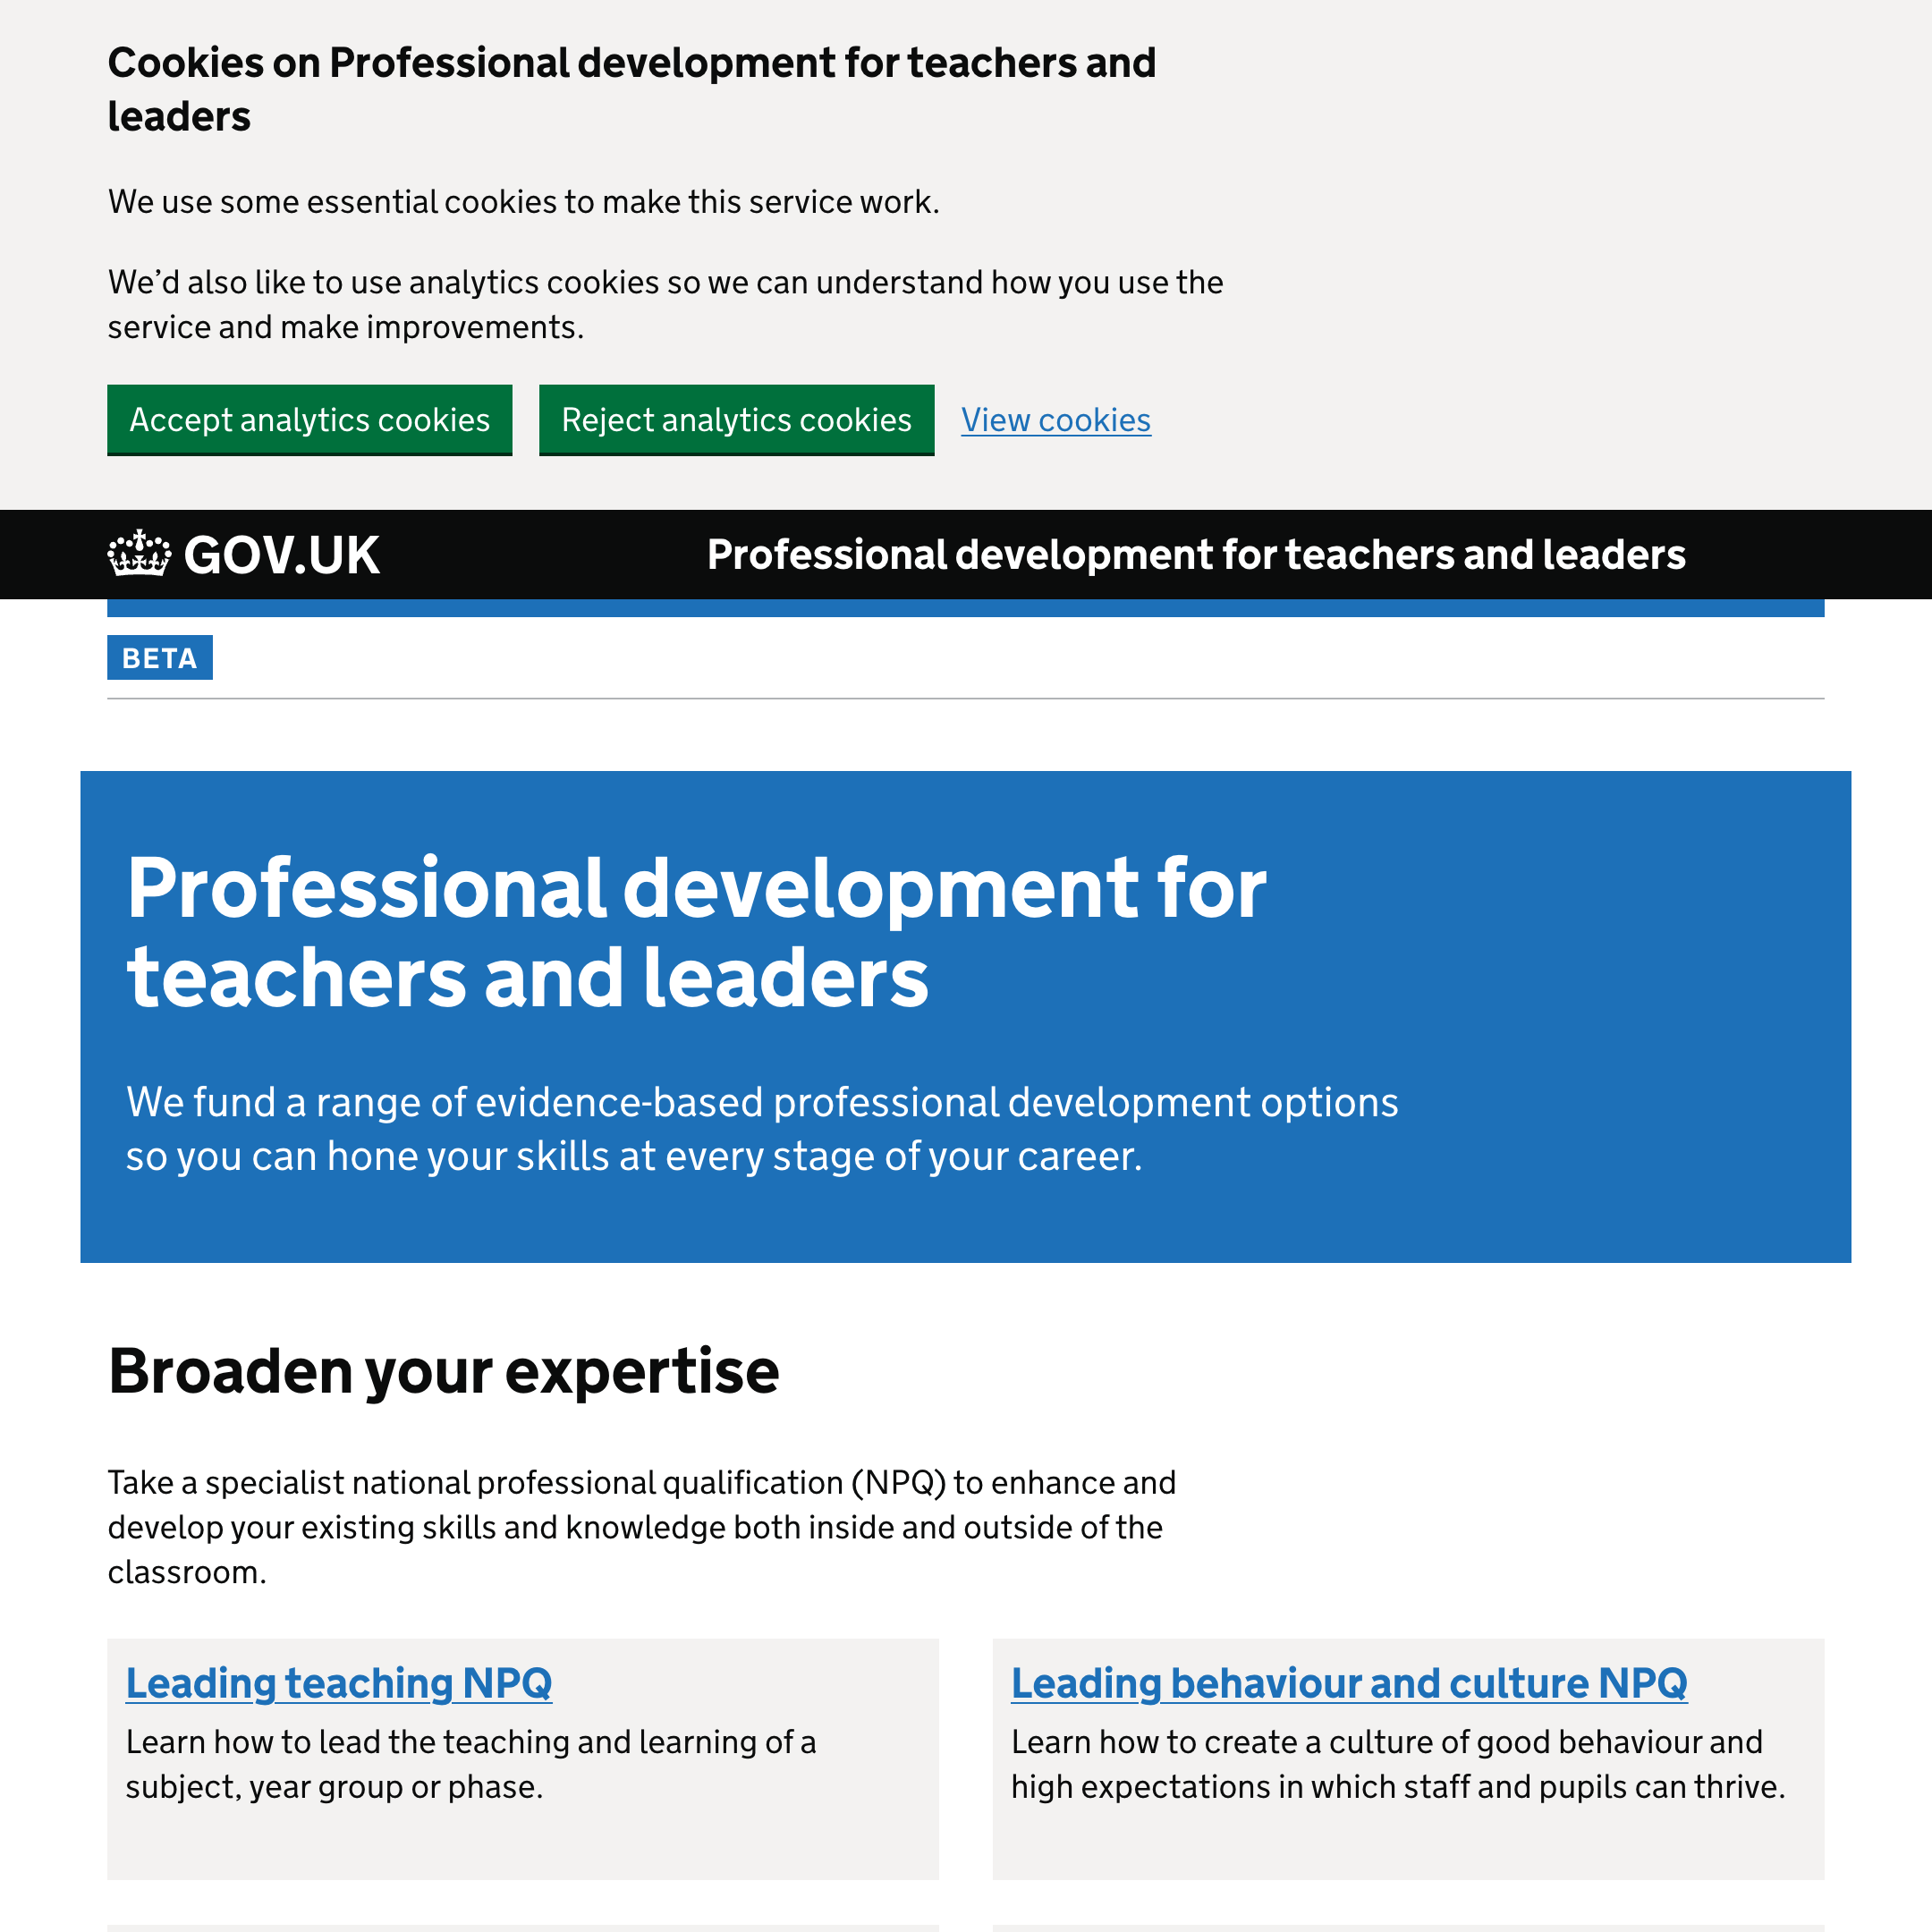 Cookies on Professional development for teachers and
leaders
We use some essential cookies to make this service work.
We’d also like to use analytics cookies so we can understand how you use the
service and make improvements.
Accept analytics cookies
Reject analytics cookies
View cookies
GOV.UK
Professional development for teachers and leaders
BETA
Professional development for
teachers and leaders
We fund a range of evidence-based professional development options
so you can hone your skills at every stage of your career.
Broaden your expertise
Take a specialist national professional qualification (NPQ) to enhance and
develop your existing skills and knowledge both inside and outside of the
classroom.
Leading teaching NPQ
Learn how to lead the teaching and learning of a
subject, year group or phase.
Leading behaviour and culture NPQ
Learn how to create a culture of good behaviour and
high expectations in which staff and pupils can thrive.